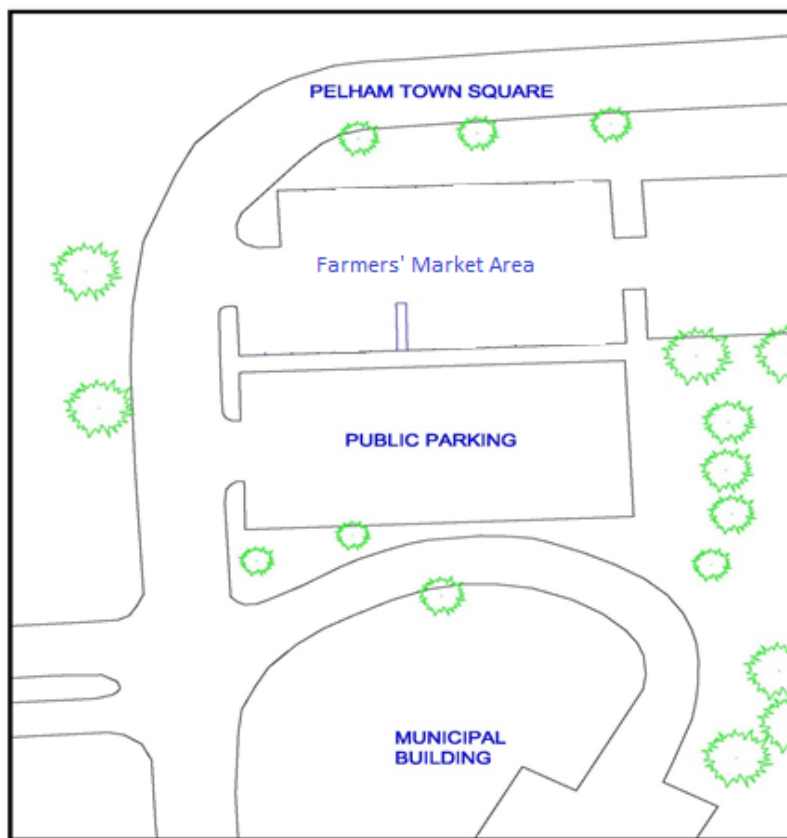 PELHAM TOWN SQUARE
Farmers' Market Area
PUBLIC PARKING
MUNICIPAL
BUILDING